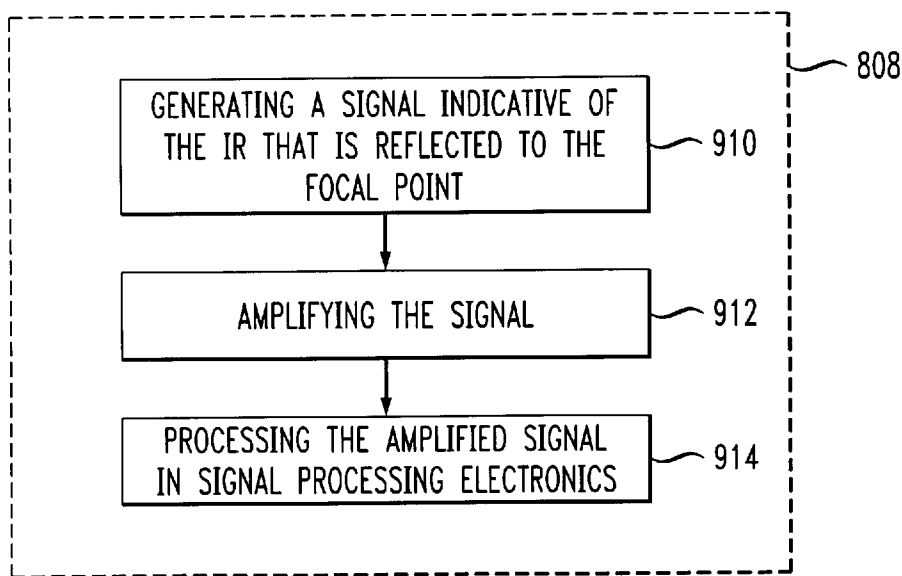 808
GENERATING A SIGNAL INDICATIVE OF
THE IR THAT IS REFLECTED TO THE
FOCAL POINT
910
AMPLIFYING THE SIGNAL
912
PROCESSING THE AMPLIFIED SIGNAL
IN SIGNAL PROCESSING ELECTRONICS
914